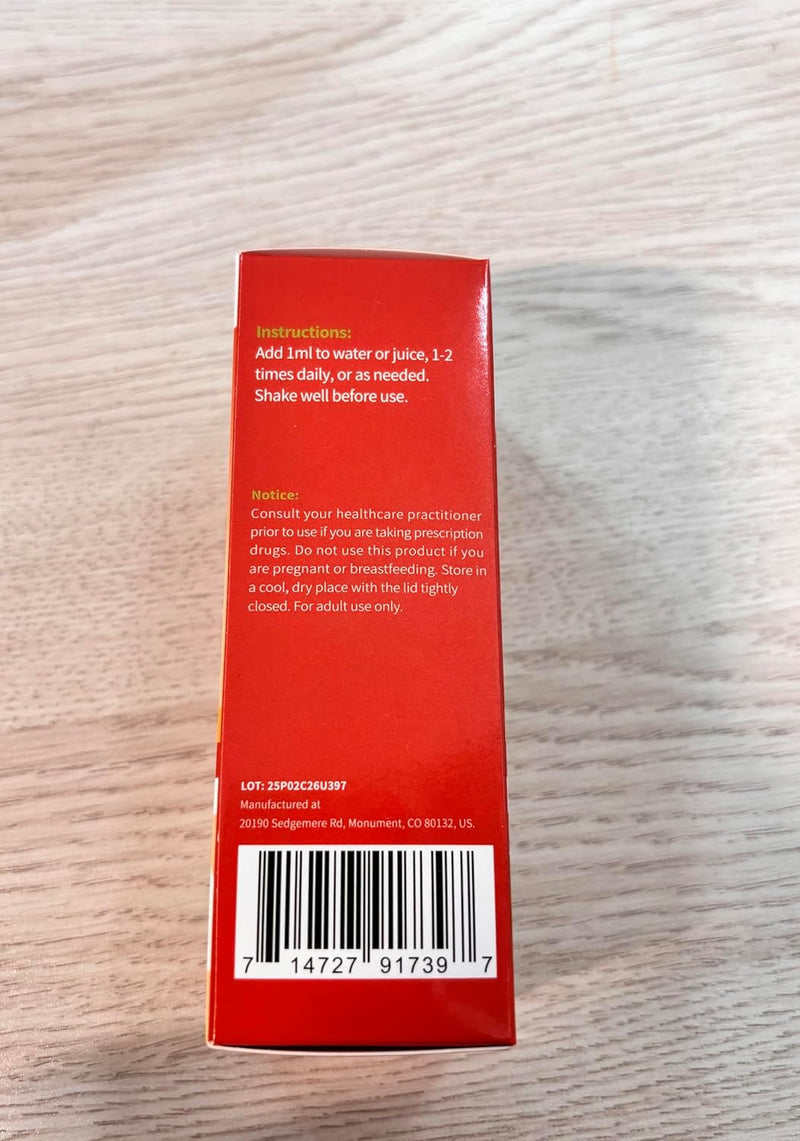 Instructions:
Add 1ml to water or juice, 1-2
times daily, or as needed.
Shake well before use.
Notice:
Consult your healthcare practitioner
prior to use if you are taking prescription
drugs. Do not use this product if you
are pregnant or breastfeeding. Store in
a cool, dry place with the lid tightly
closed. For adult use only.
LOT: 25P02C26U397
Manufactured at
20190 Sedgemere Rd, Monument, CO 80132, US.
7 14727 91739 7